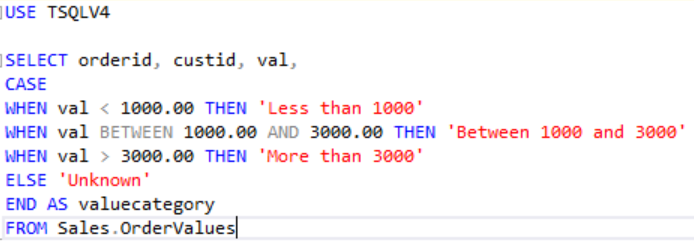 USE TSQLV4
SELECT orderid, custid, val,
CASE
WHEN val < 1000.00 THEN 'Less than 1000'
WHEN val BETWEEN 1000.00 AND 3000.00 THEN 'Between 1000 and 3000'
WHEN val > 3000.00 THEN 'More than 3000'
ELSE 'Unknown'
END AS valuecategory
FROM Sales.OrderValues